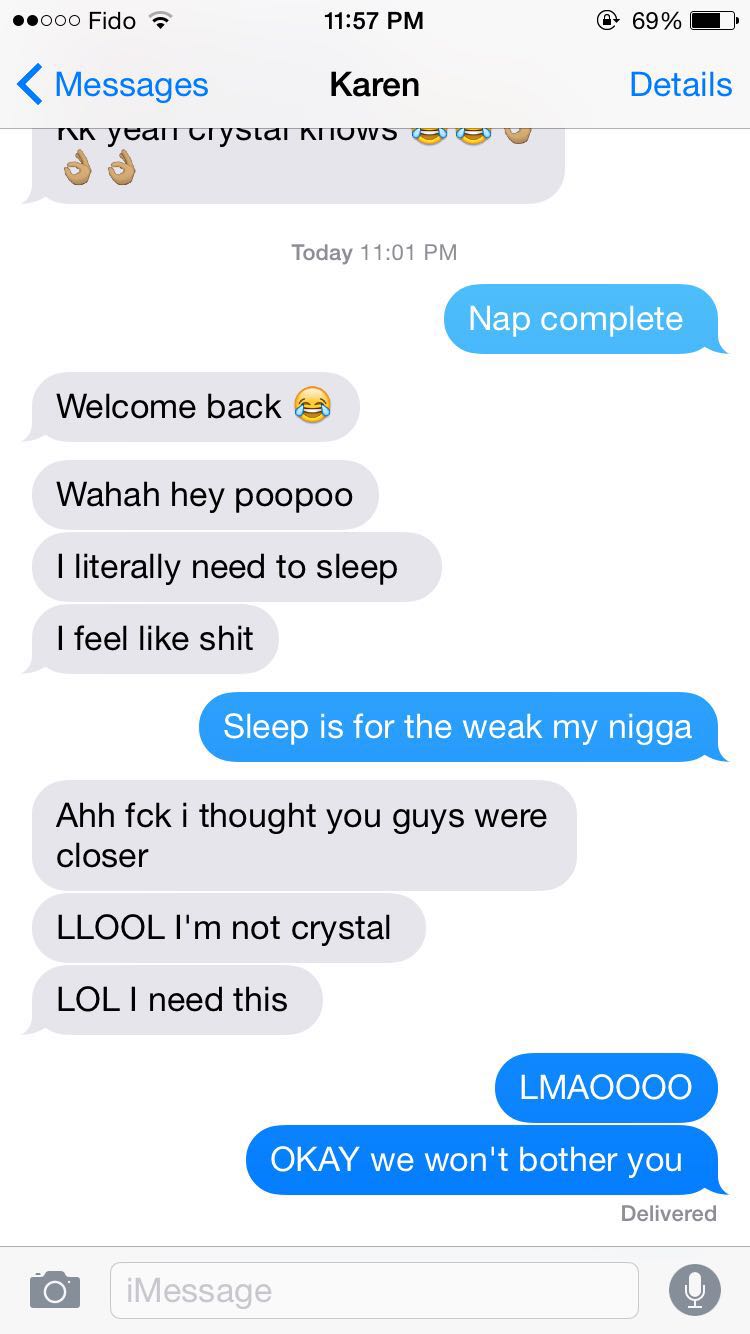 Fido 11:57 PM 69%
Messages Karen Details
Kk yeah crystal knows 😂😂👌🏽
👌🏽👌🏽
Today 11:01 PM
Nap complete
Welcome back 😂
Wahah hey poopoo
I literally need to sleep
I feel like shit
Sleep is for the weak my nigga
Ahh fck i thought you guys were
closer
LLOOL I'm not crystal
LOL I need this
LMAOOOO
OKAY we won't bother you
Delivered
iMessage